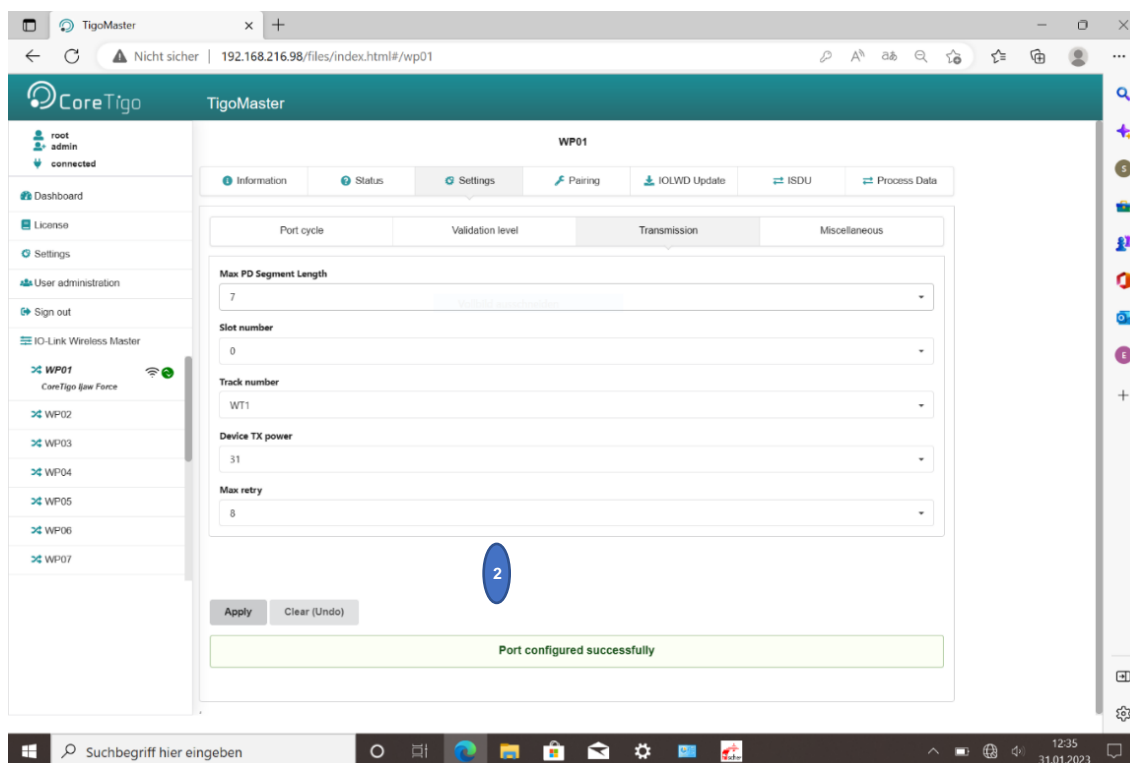 TigoMaster
Nicht sicher | 192.168.216.98/files/index.html#/wp01
CoreTigo
TigoMaster
root
admin
connected
Dashboard
License
Settings
User administration
Sign out
IO-Link Wireless Master
WP01
CoreTigo IJaw Force
WP02
WP03
WP04
WP05
WP06
WP07
WP01
Information Status Settings Pairing IOLWD Update ISDU Process Data
Port cycle Validation level Transmission Miscellaneous
Max PD Segment Length
7
Slot number
0
Track number
WT1
Device TX power
31
Max retry
8
2
Apply Clear (Undo)
Port configured successfully
Suchbegriff hier eingeben
12:35
31.01.2023